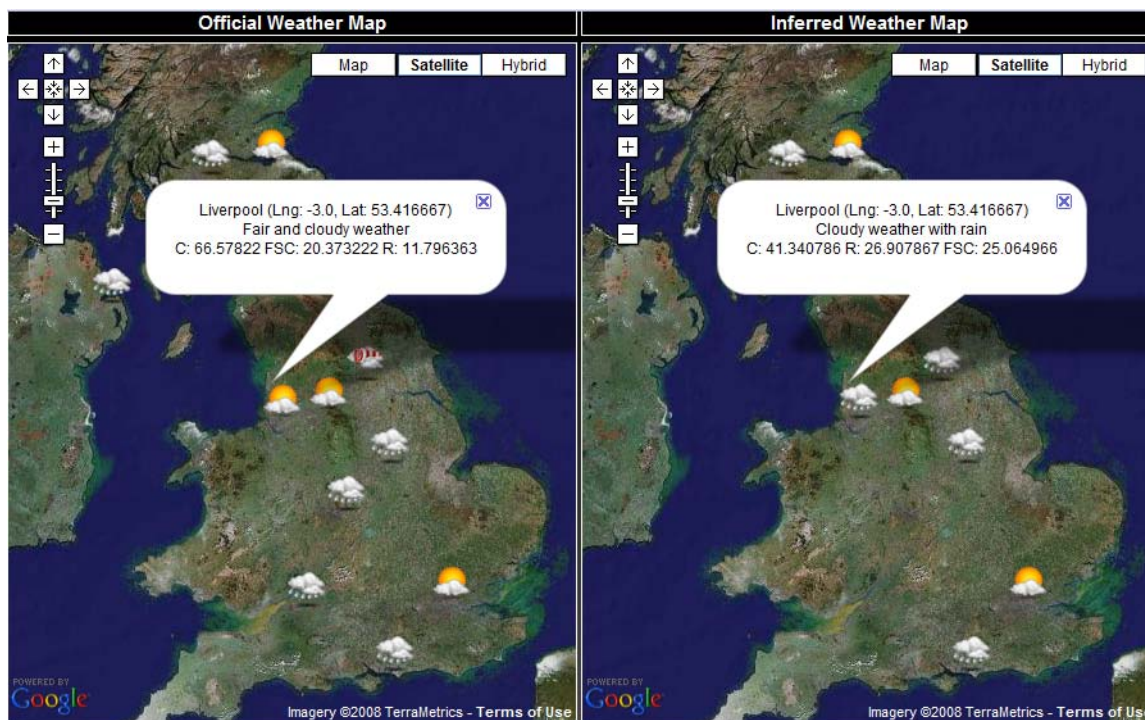 Official Weather Map
Map
Satellite
Hybrid
Liverpool (Lng: -3.0, Lat: 53.416667)
Fair and cloudy weather
C: 66.57822 FSC: 20.373222 R: 11.796363
POWERED BY
Google
Imagery ©2008 TerraMetrics - Terms of Use
Inferred Weather Map
Map
Satellite
Hybrid
Liverpool (Lng: -3.0, Lat: 53.416667)
Cloudy weather with rain
C: 41.340786 R: 26.907867 FSC: 25.064966
POWERED BY
Google
Imagery ©2008 TerraMetrics - Terms of Use